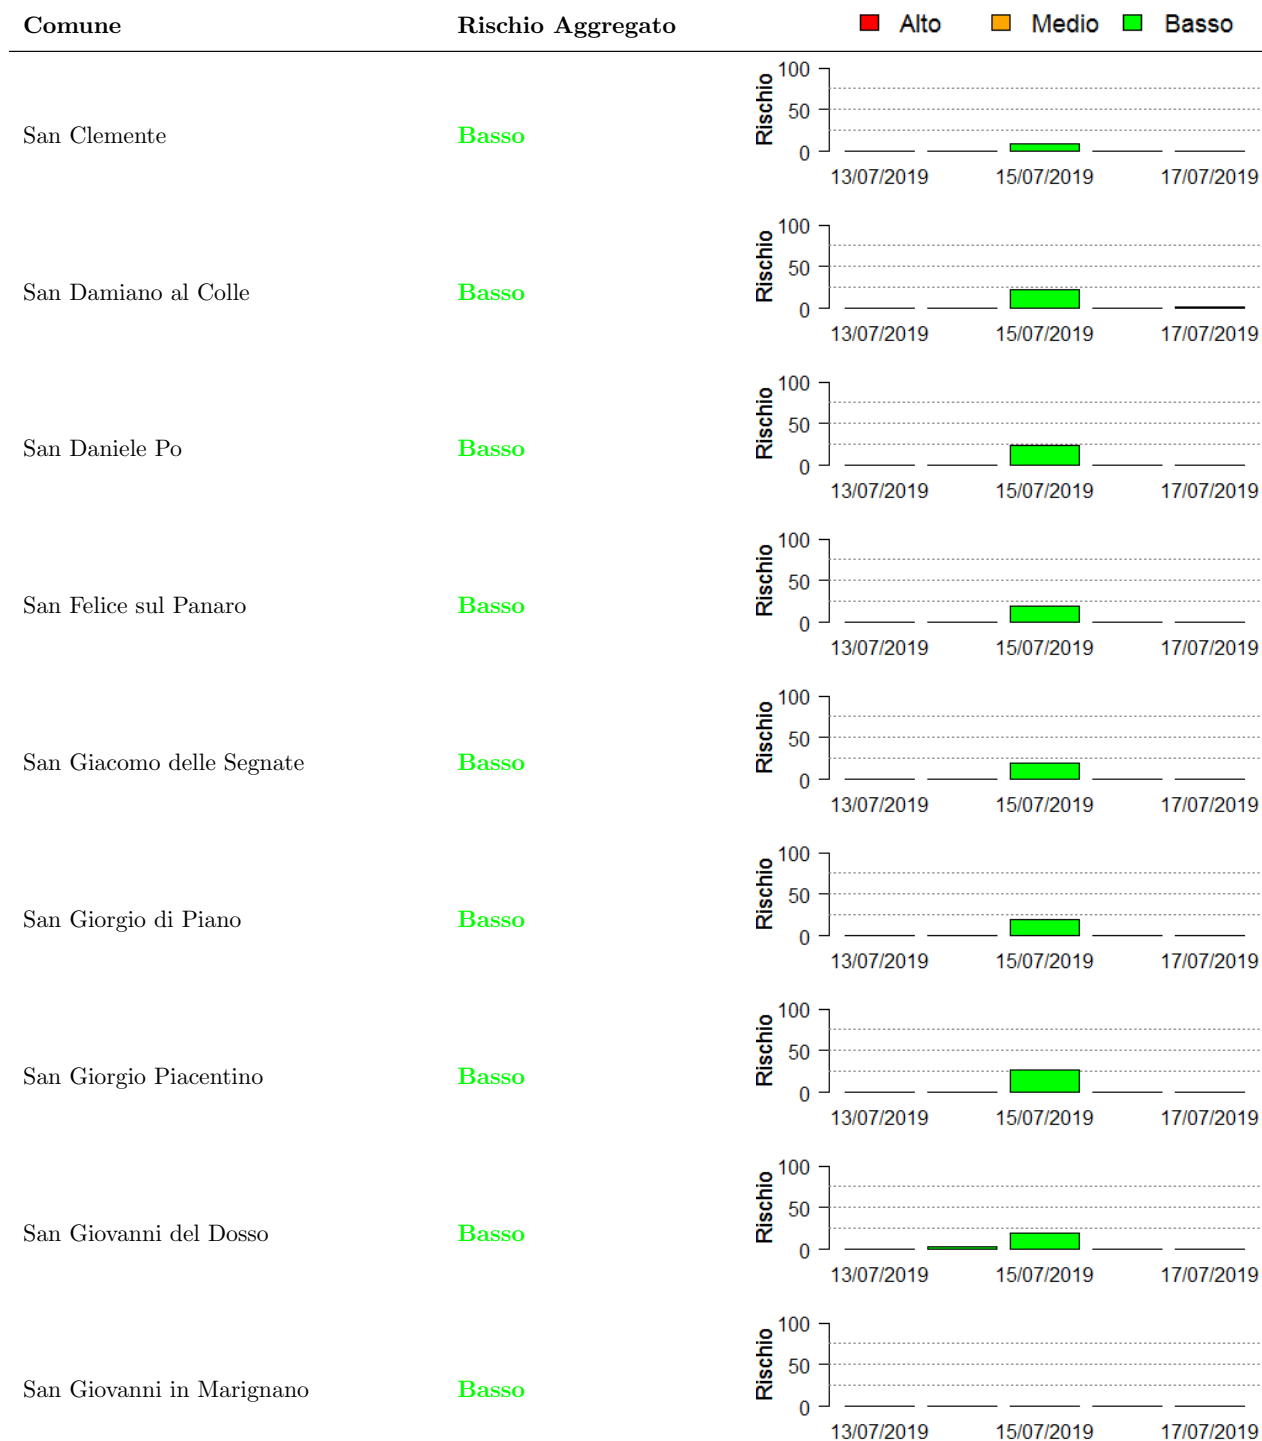 Comune Rischio Aggregato Alto Medio Basso
100
50
0
Rischio
San Clemente Basso
13/07/2019 15/07/2019 17/07/2019
100
50
0
Rischio
San Damiano al Colle Basso
13/07/2019 15/07/2019 17/07/2019
100
50
0
Rischio
San Daniele Po Basso
13/07/2019 15/07/2019 17/07/2019
100
50
0
Rischio
San Felice sul Panaro Basso
13/07/2019 15/07/2019 17/07/2019
100
50
0
Rischio
San Giacomo delle Segnate Basso
13/07/2019 15/07/2019 17/07/2019
100
50
0
Rischio
San Giorgio di Piano Basso
13/07/2019 15/07/2019 17/07/2019
100
50
0
Rischio
San Giorgio Piacentino Basso
13/07/2019 15/07/2019 17/07/2019
100
50
0
Rischio
San Giovanni del Dosso Basso
13/07/2019 15/07/2019 17/07/2019
100
50
0
Rischio
San Giovanni in Marignano Basso
13/07/2019 15/07/2019 17/07/2019